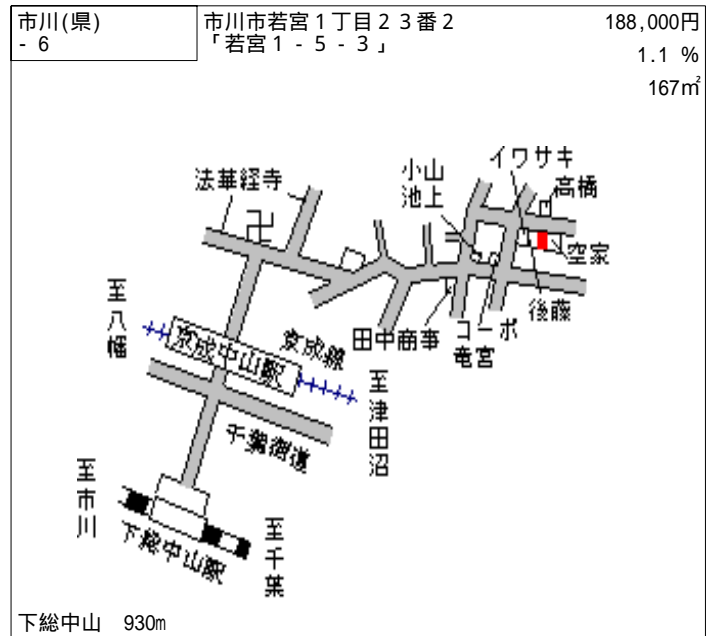 市川(県)
- 6
市川市若宮１丁目２３番２
「若宮１‐５‐３」
188,000円
1.1 %
167㎡
イワサキ
小山
池上
高橋
法華経寺
卍
空家
後藤
至八幡
田中商事
コーポ
竜宮
京成中山駅
京成線
至津田沼
千葉街道
至市川
下総中山駅
至千葉
下総中山　930m